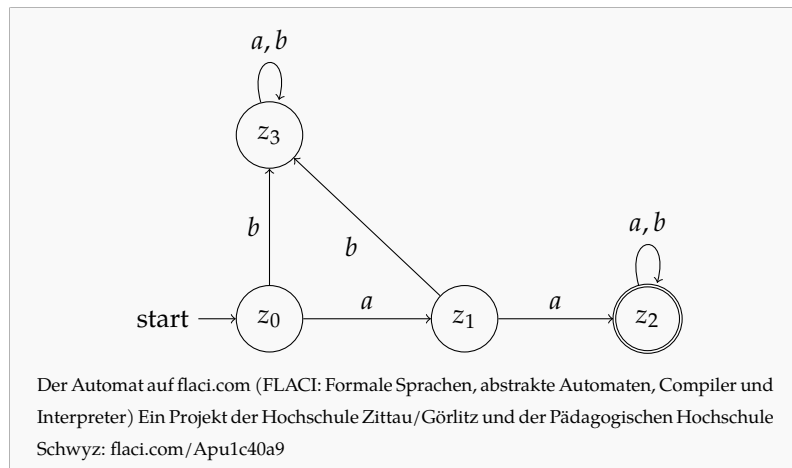 a, b
z3
b
b
a, b
start
z0
a
z1
a
z2
Der Automat auf flaci.com (FLACI: Formale Sprachen, abstrakte Automaten, Compiler und
Interpreter) Ein Projekt der Hochschule Zittau/Görlitz und der Pädagogischen Hochschule
Schwyz: flaci.com/Apu1c40a9